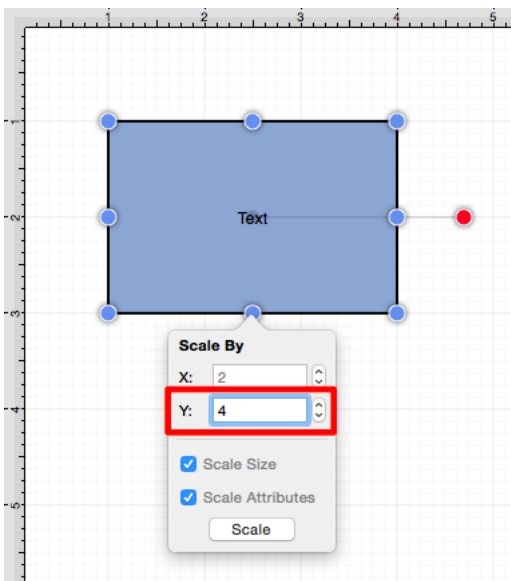 2 3 4 5
1
2
Text
3
Scale By
X: 2
Y: 4
4
Scale Size
Scale Attributes
5
Scale